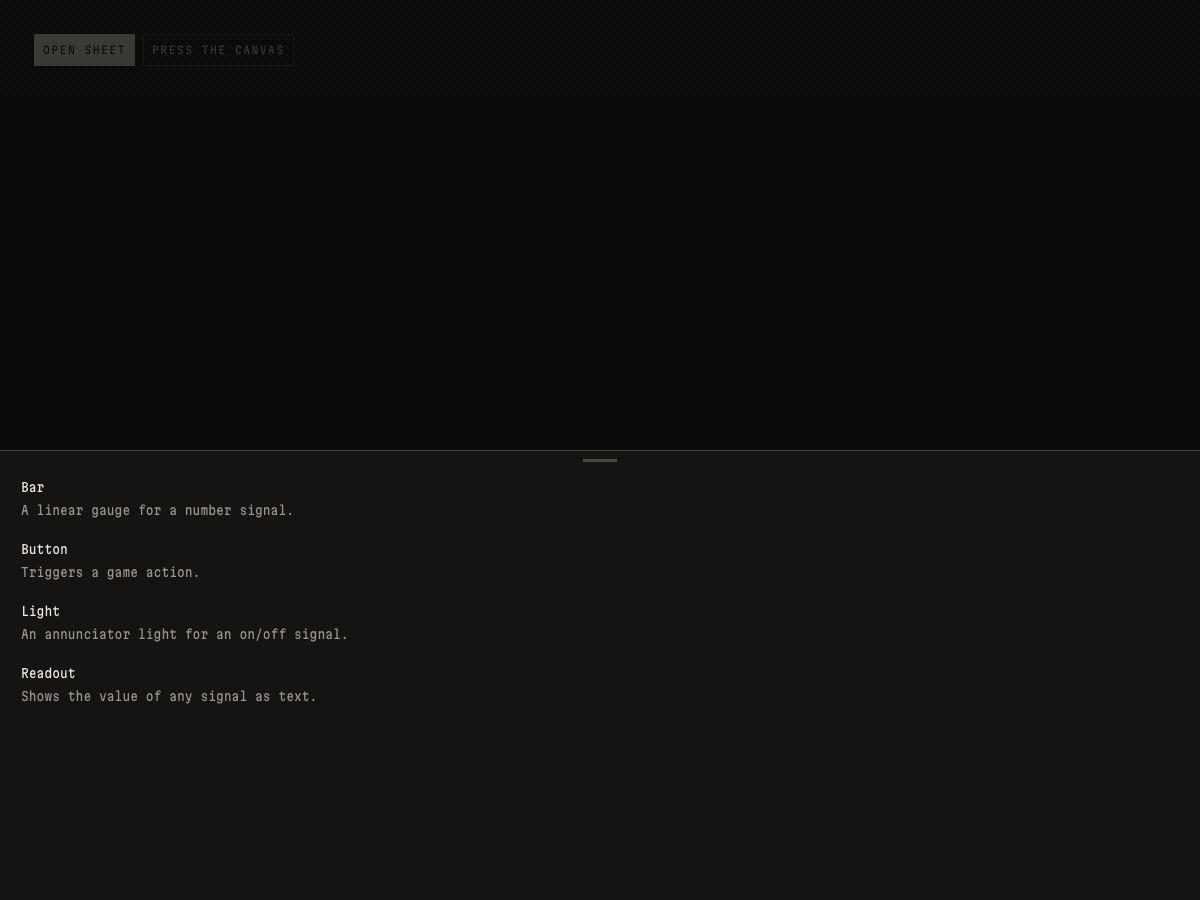 OPEN SHEET PRESS THE CANVAS
Bar
A linear gauge for a number signal.
Button
Triggers a game action.
Light
An annunciator light for an on/off signal.
Readout
Shows the value of any signal as text.